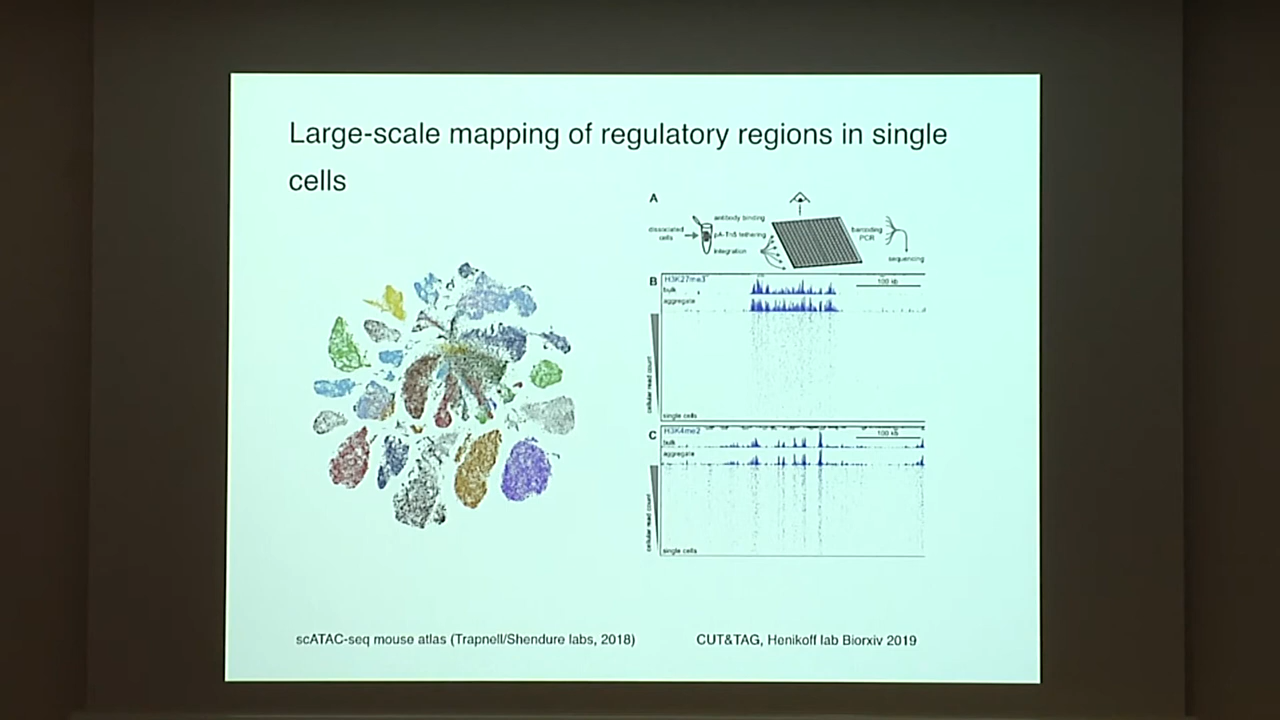 Large-scale mapping of regulatory regions in single
cells
A
dissociated
cells
antibody binding
pA-Tn5 tethering
integration
barcoding
PCR
sequencing
B
H3K27me3
bulk
aggregate
100 kb
cellular read count
single cells
C
H3K4me2
bulk
aggregate
100 kb
cellular read count
single cells
scATAC-seq mouse atlas (Trapnell/Shendure labs, 2018)
CUT&TAG, Henikoff lab Biorxiv 2019